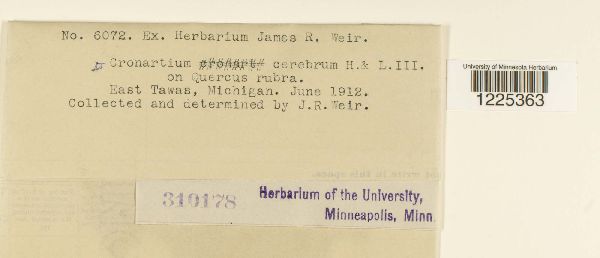 No. 6072. Ex. Herbarium James R. Weir.
Cronartium cerebrum H.& L.III.
on Quercus rubra.
East Tawas, Michigan. June 1912.
Collected and determined by J.R.Weir.
University of Minnesota Herbarium
1225363
310178
Herbarium of the University,
Minneapolis, Minn.